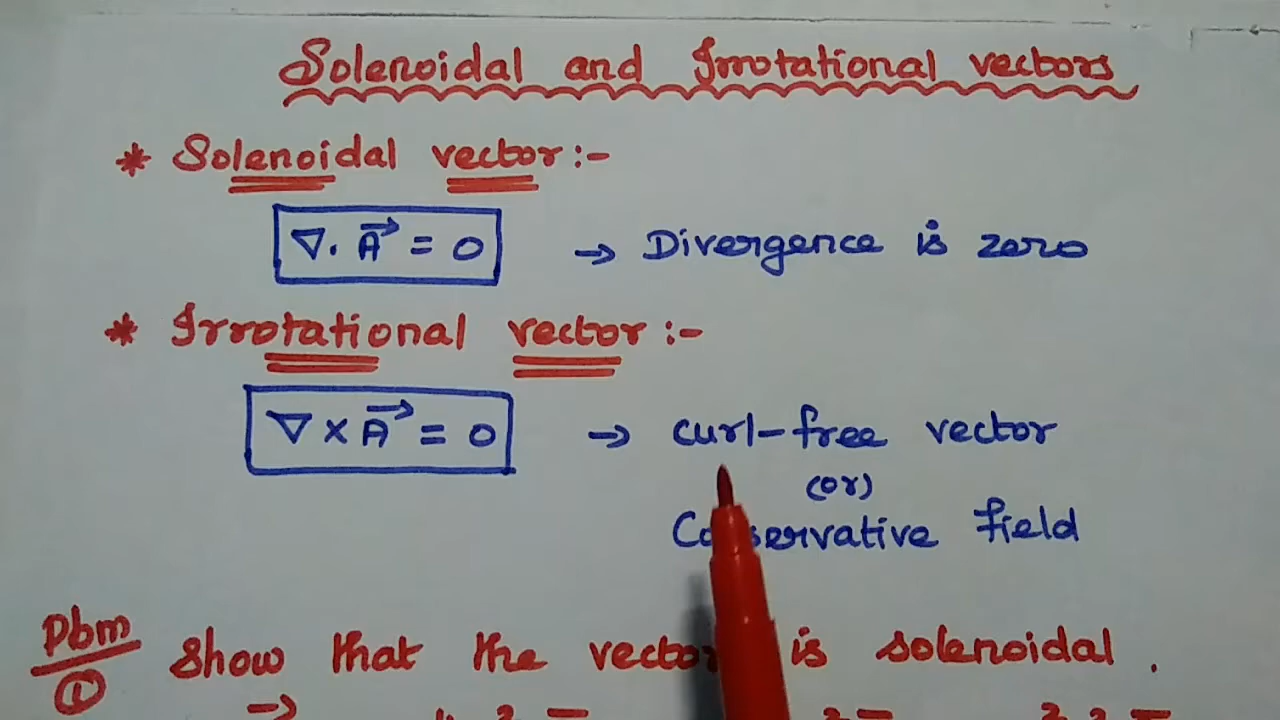 Solenoidal and Irrotational vectors
* Solenoidal vector:-
∇. A⃗ = 0 → Divergence is zero
* Irrotational vector:-
∇ × A⃗ = 0 → curl-free vector
(or)
Conservative field
Pbm ① Show that the vector is solenoidal.